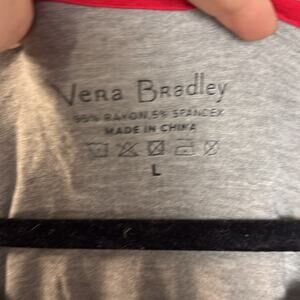 Vera Bradley
95% RAYON, 5% SPANDEX
MADE IN CHINA
L